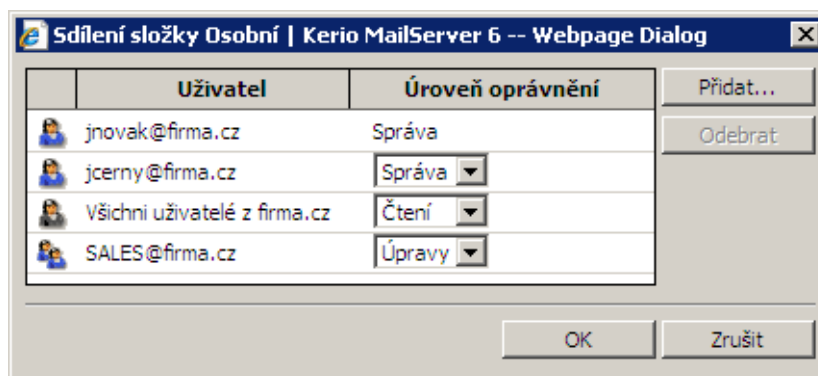 Sdílení složky Osobní | Kerio MailServer 6 -- Webpage Dialog
Uživatel Úroveň oprávnění Přidat...
jnovak@firma.cz Správa Odebrat
jcerny@firma.cz Správa
Všichni uživatelé z firma.cz Čtení
SALES@firma.cz Úpravy
OK Zrušit